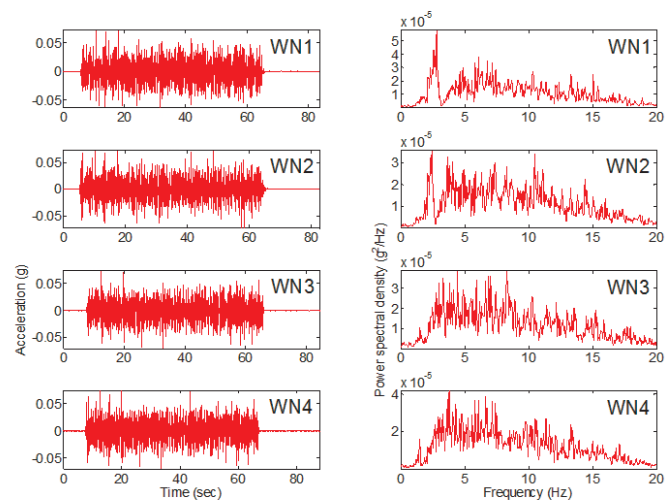 WN1
0.05
0
-0.05
0 20 40 60 80
x 10⁻⁵
WN1
5
4
3
2
1
0 5 10 15 20
WN2
0.05
0
-0.05
0 20 40 60 80
x 10⁻⁵
WN2
3
2
1
0 5 10 15 20
WN3
0.05
0
-0.05
0 20 40 60 80
x 10⁻⁵
WN3
3
2
1
0 5 10 15 20
WN4
0.05
0
-0.05
0 20 40 60 80
x 10⁻⁵
WN4
4
2
0 5 10 15 20
Acceleration (g)
Time (sec)
Power spectral density (g²/Hz)
Frequency (Hz)